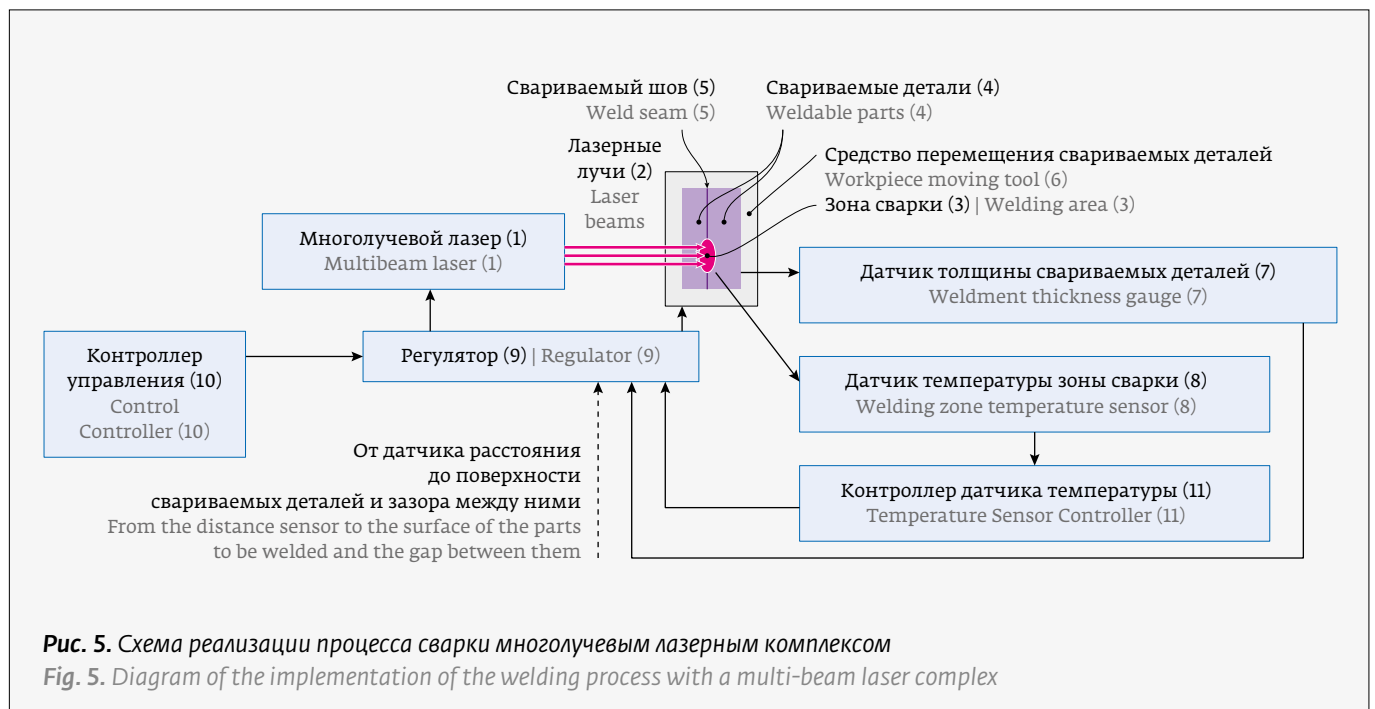 Свариваемый шов (5)
Weld seam (5)
Свариваемые детали (4)
Weldable parts (4)
Лазерные
лучи (2)
Laser
beams
Средство перемещения свариваемых деталей
Workpiece moving tool (6)
Зона сварки (3) | Welding area (3)
Многолучевой лазер (1)
Multibeam laser (1)
Датчик толщины свариваемых деталей (7)
Weldment thickness gauge (7)
Контроллер
управления (10)
Control
Controller (10)
Регулятор (9) | Regulator (9)
Датчик температуры зоны сварки (8)
Welding zone temperature sensor (8)
От датчика расстояния
до поверхности
свариваемых деталей и зазора между ними
From the distance sensor to the surface of the parts
to be welded and the gap between them
Контроллер датчика температуры (11)
Temperature Sensor Controller (11)
Рис. 5. Схема реализации процесса сварки многолучевым лазерным комплексом
Fig. 5. Diagram of the implementation of the welding process with a multi-beam laser complex